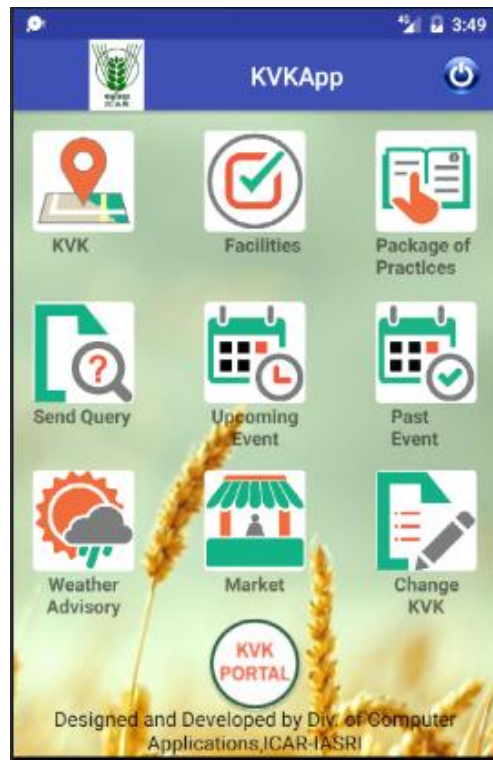 4G 3:49
ICAR
KVKApp
KVK
Facilities
Package of
Practices
Send Query
Upcoming
Event
Past
Event
Weather
Advisory
Market
Change
KVK
KVK
PORTAL
Designed and Developed by Div. of Computer
Applications,ICAR-IASRI